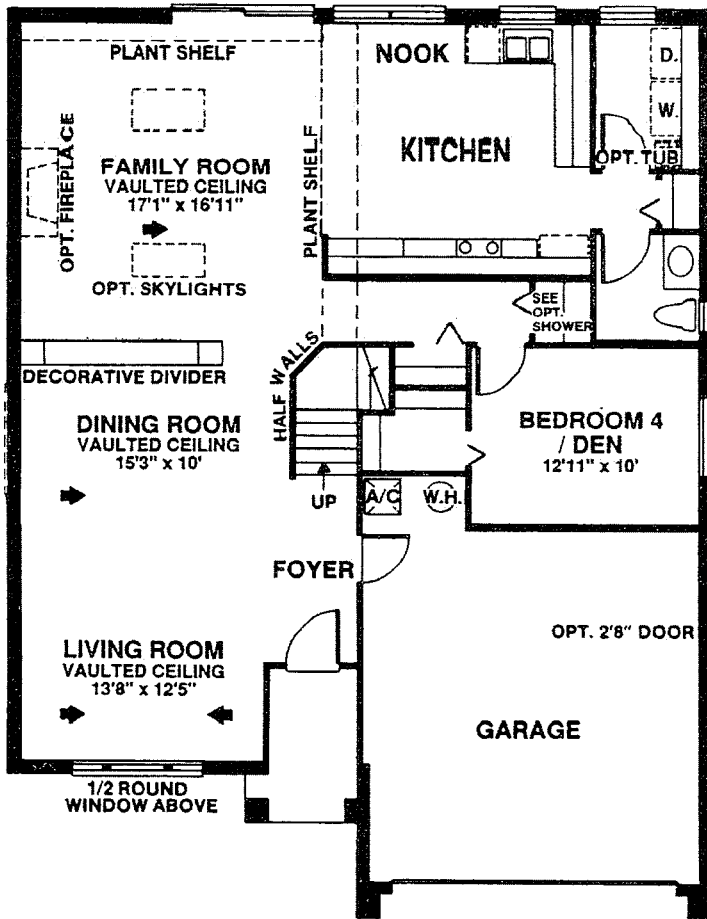 PLANT SHELF
NOOK
D.
W.
KITCHEN
OPT. TUB
OPT. FIREPLACE
FAMILY ROOM
VAULTED CEILING
17'1" x 16'11"
PLANT SHELF
OPT. SKYLIGHTS
SEE
OPT.
SHOWER
DECORATIVE DIVIDER
HALF WALLS
DINING ROOM
VAULTED CEILING
15'3" x 10'
BEDROOM 4
/ DEN
12'11" x 10'
UP
A/C
W.H.
FOYER
OPT. 2'8" DOOR
LIVING ROOM
VAULTED CEILING
13'8" x 12'5"
GARAGE
1/2 ROUND
WINDOW ABOVE